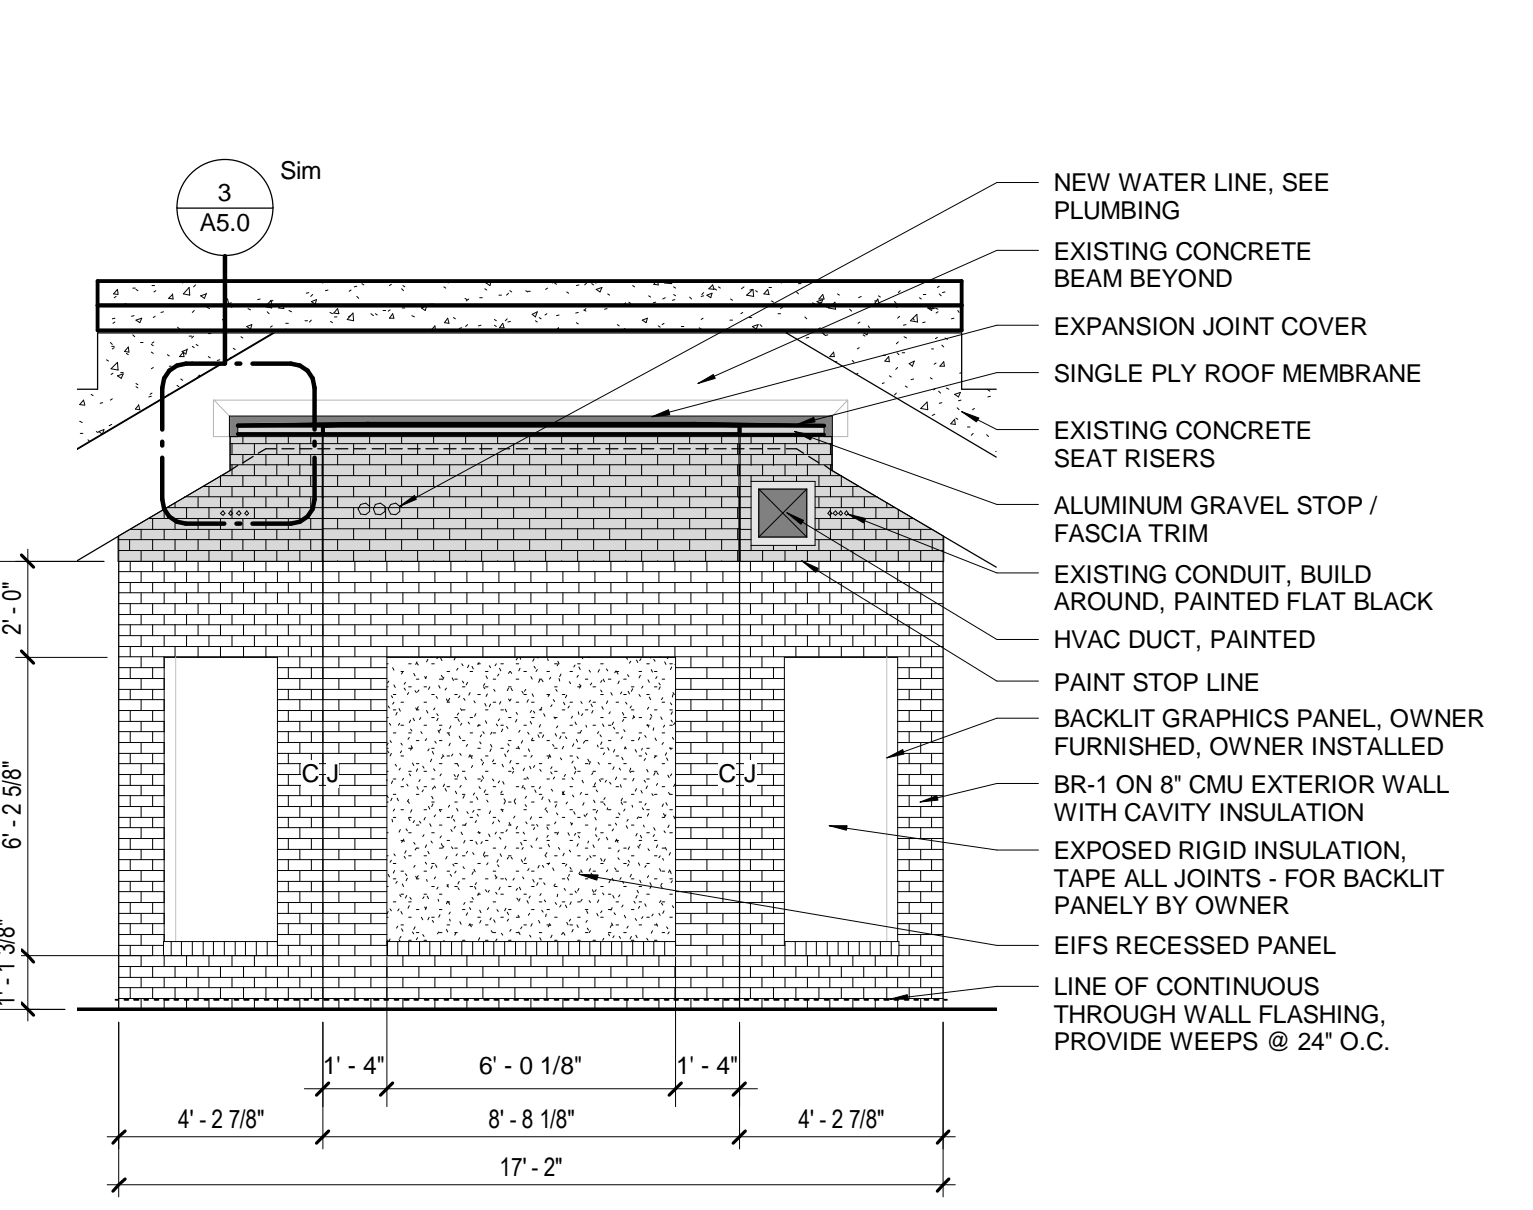 Sim
3
A5.0
NEW WATER LINE, SEE
PLUMBING
EXISTING CONCRETE
BEAM BEYOND
EXPANSION JOINT COVER
SINGLE PLY ROOF MEMBRANE
EXISTING CONCRETE
SEAT RISERS
ALUMINUM GRAVEL STOP /
FASCIA TRIM
EXISTING CONDUIT, BUILD
AROUND, PAINTED FLAT BLACK
HVAC DUCT, PAINTED
PAINT STOP LINE
BACKLIT GRAPHICS PANEL, OWNER
FURNISHED, OWNER INSTALLED
BR-1 ON 8" CMU EXTERIOR WALL
WITH CAVITY INSULATION
EXPOSED RIGID INSULATION,
TAPE ALL JOINTS - FOR BACKLIT
PANELY BY OWNER
EIFS RECESSED PANEL
LINE OF CONTINUOUS
THROUGH WALL FLASHING,
PROVIDE WEEPS @ 24" O.C.
2' - 0"
6' - 2 5/8"
1' - 1 3/8"
CJ
CJ
1' - 4"
6' - 0 1/8"
1' - 4"
4' - 2 7/8"
8' - 8 1/8"
4' - 2 7/8"
17' - 2"